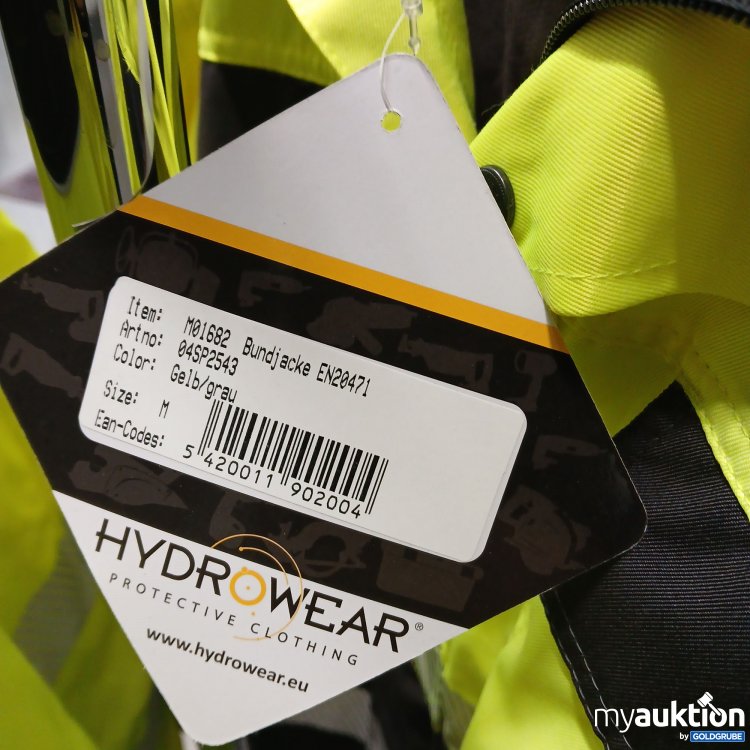 Item: M01682 Bundjacke EN20471
Artno: 04SP2543
Color: Gelb/grau
Size: M
Ean-Codes:
5 420011 902004
HYDROWEAR®
PROTECTIVE CLOTHING
www.hydrowear.eu
myauktion
by GOLDGRUBE